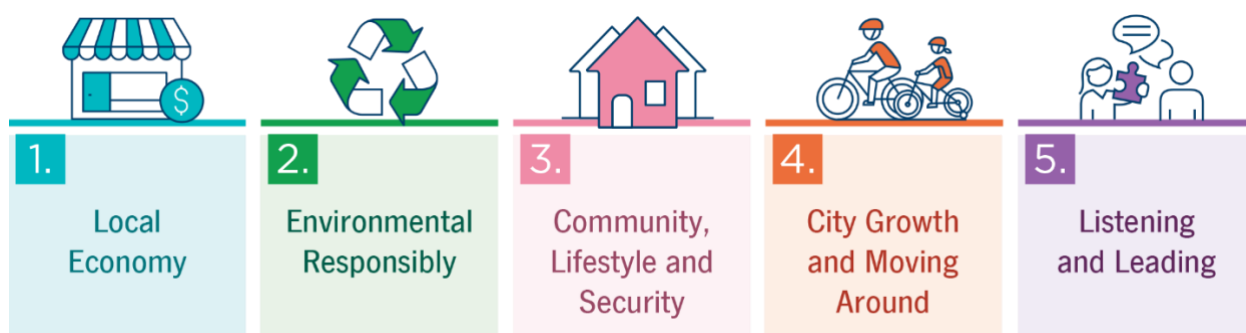 $
1.
Local
Economy
2.
Environmental
Responsibly
3.
Community,
Lifestyle and
Security
4.
City Growth
and Moving
Around
5.
Listening
and Leading